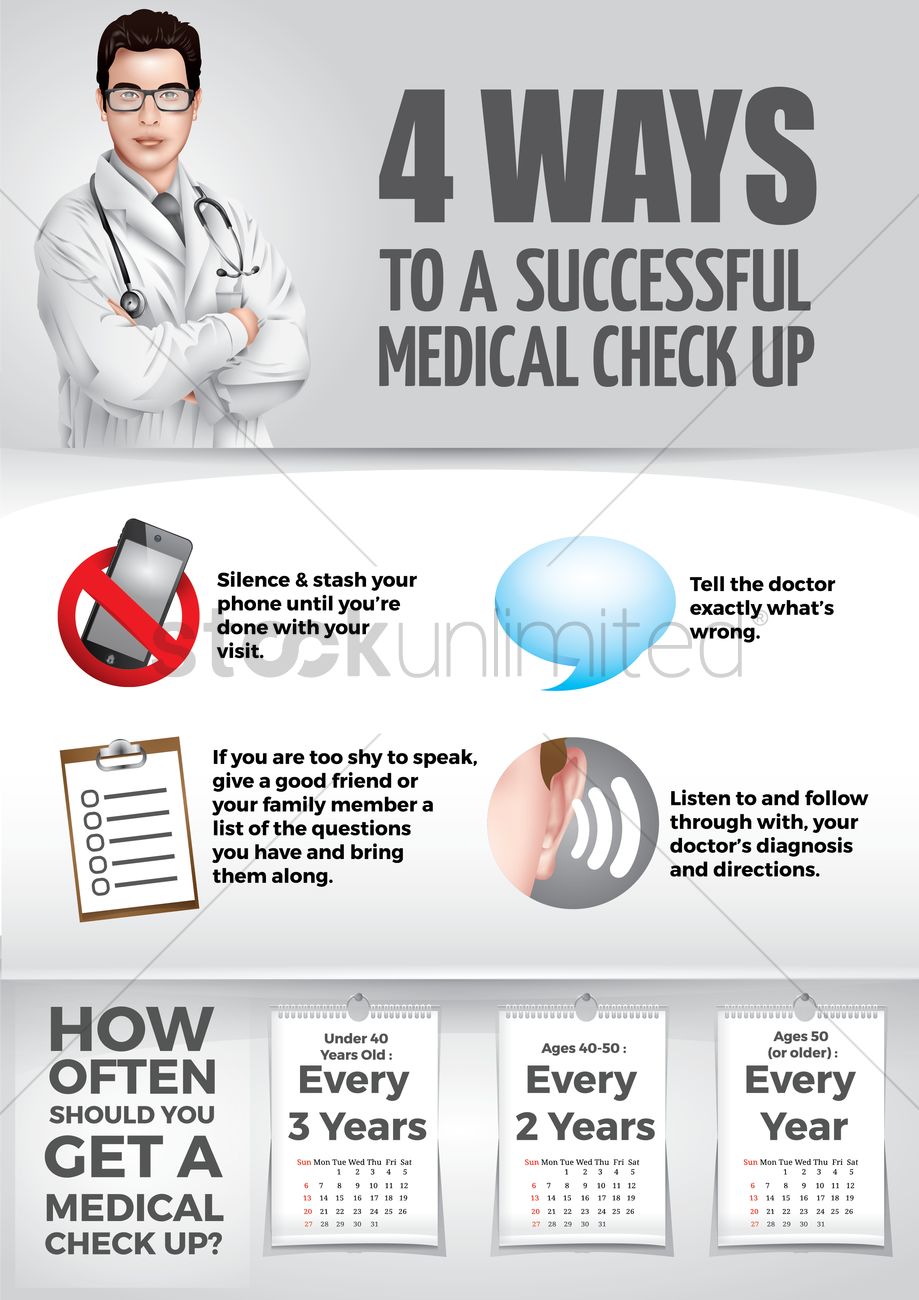 4 WAYS
TO A SUCCESSFUL
MEDICAL CHECK UP
Silence & stash your
phone until you're
done with your
visit.
Tell the doctor
exactly what's
wrong.
stockunlimited®
If you are too shy to speak,
give a good friend or
your family member a
list of the questions
you have and bring
them along.
Listen to and follow
through with, your
doctor's diagnosis
and directions.
HOW
OFTEN
SHOULD YOU
GET A
MEDICAL
CHECK UP?
Under 40
Years Old :
Every
3 Years
Sun Mon Tue Wed Thu Fri Sat
1 2 3 4 5
6 7 8 9 10 11 12
13 14 15 16 17 18 19
20 21 22 23 24 25 26
27 28 29 30 31
Ages 40-50 :
Every
2 Years
Sun Mon Tue Wed Thu Fri Sat
1 2 3 4 5
6 7 8 9 10 11 12
13 14 15 16 17 18 19
20 21 22 23 24 25 26
27 28 29 30 31
Ages 50
(or older) :
Every
Year
Sun Mon Tue Wed Thu Fri Sat
1 2 3 4 5
6 7 8 9 10 11 12
13 14 15 16 17 18 19
20 21 22 23 24 25 26
27 28 29 30 31